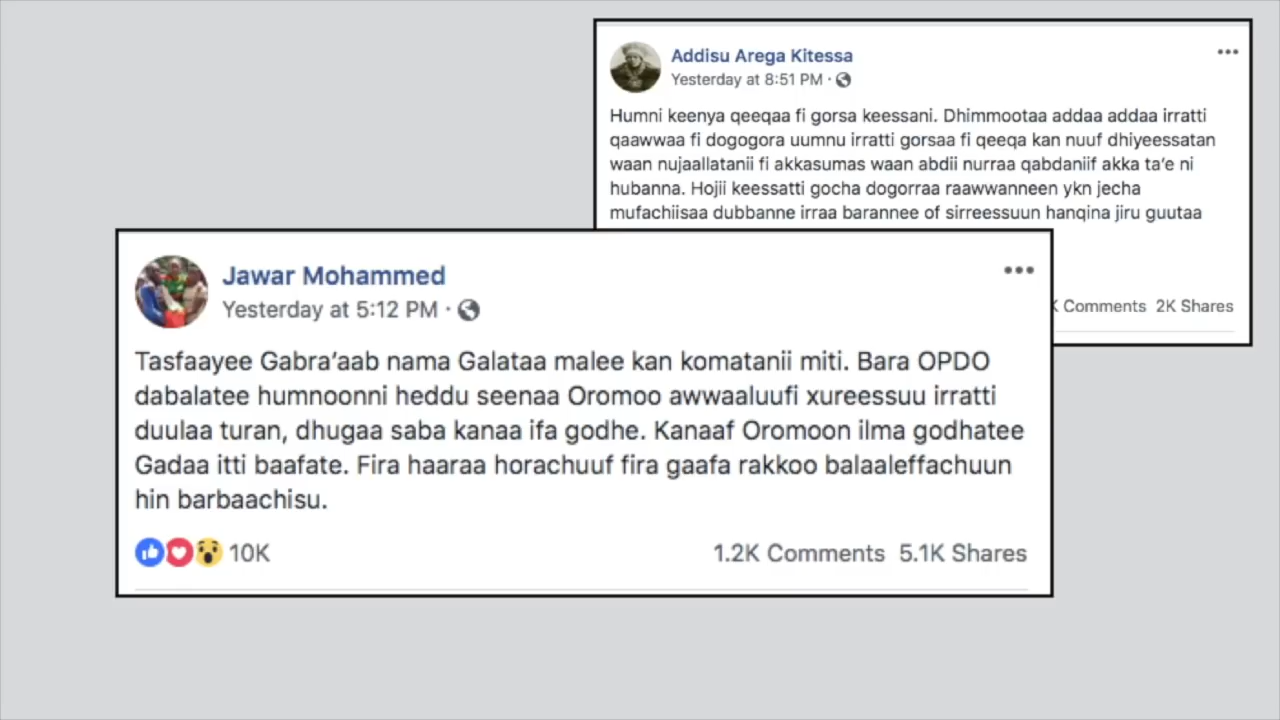 Addisu Arega Kitessa
Yesterday at 8:51 PM ·
Humni keenya qeeqaa fi gorsa keessani. Dhimmootaa addaa addaa irratti
qaawwaa fi dogogora uumnu irratti gorsaa fi qeeqa kan nuuf dhiyeessatan
waan nujaallatanii fi akkasumas waan abdii nurraa qabdaniif akka ta'e ni
hubanna. Hojii keessatti gocha dogorraa raawwanneen ykn jecha
mufachiisaa dubbanne irraa barannee of sirreessuun hanqina jiru guutaa
Comments 2K Shares
Jawar Mohammed
Yesterday at 5:12 PM ·
Tasfaayee Gabra'aab nama Galataa malee kan komatanii miti. Bara OPDO
dabalatee humnoonni heddu seenaa Oromoo awwaaluufi xureessuu irratti
duulaa turan, dhugaa saba kanaa ifa godhe. Kanaaf Oromoon ilma godhatee
Gadaa itti baafate. Fira haaraa horachuuf fira gaafa rakkoo balaaleffachuun
hin barbaachisu.
10K
1.2K Comments 5.1K Shares